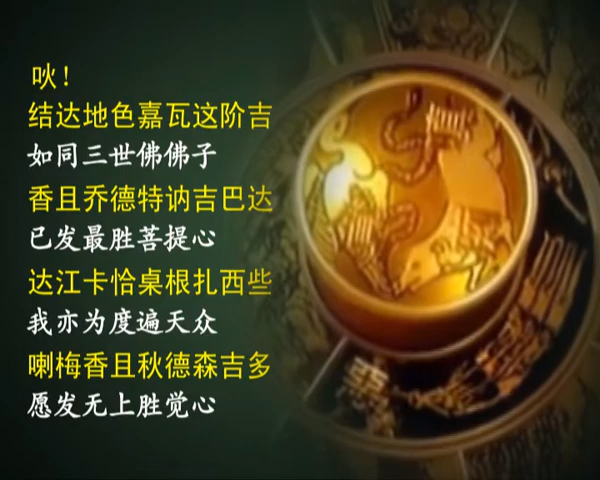 吙！
结达地色嘉瓦这阶吉
如同三世佛佛子
香且乔德特讷吉巴达
已发最胜菩提心
达江卡恰桌根扎西些
我亦为度遍天众
喇梅香且秋德森吉多
愿发无上胜觉心